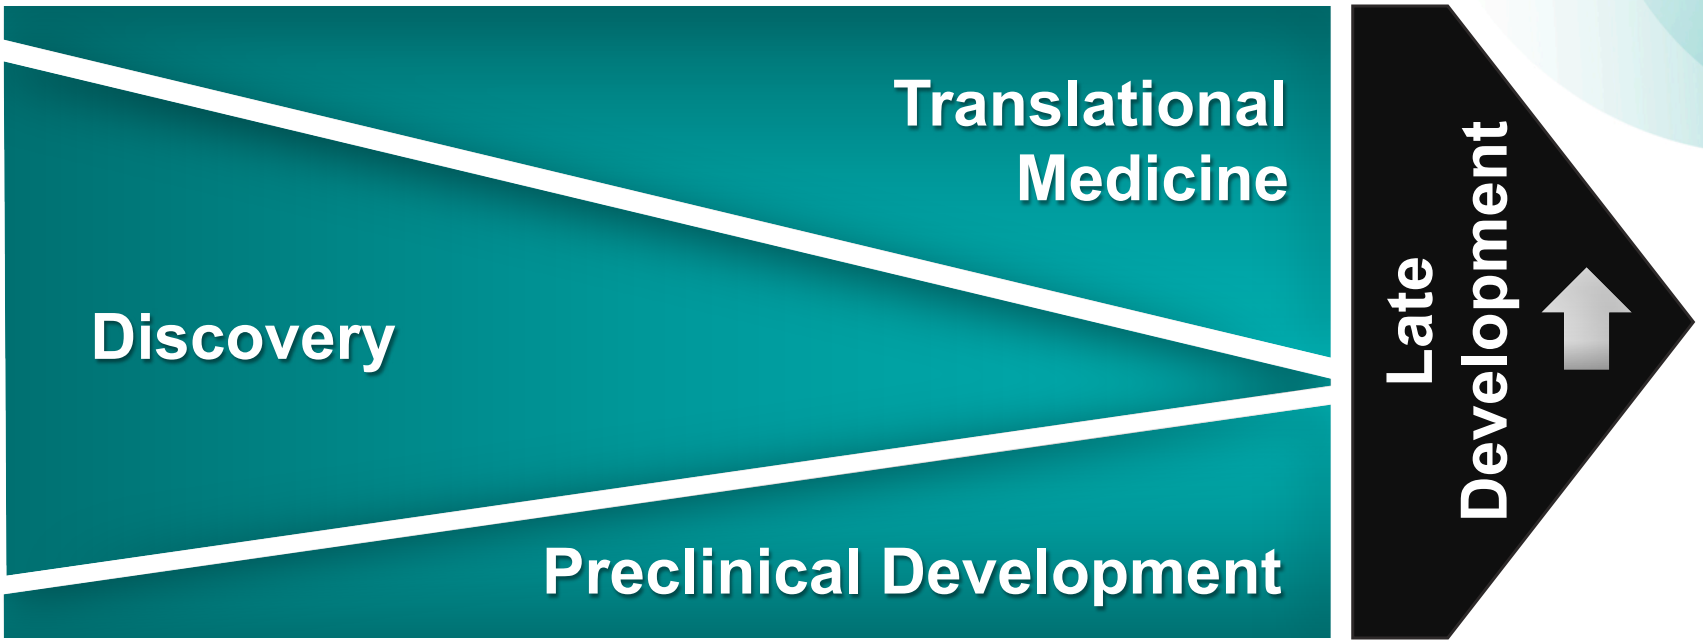 Translational
Medicine
Discovery
Preclinical Development
Late
Development